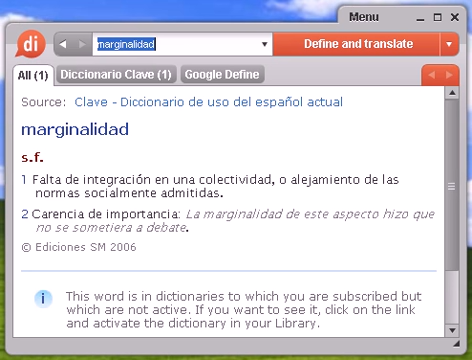 Menu
di
marginalidad
Define and translate
All (1)
Diccionario Clave (1)
Google Define
Source: Clave - Diccionario de uso del español actual
marginalidad
s.f.
1 Falta de integración en una colectividad, o alejamiento de las
normas socialmente admitidas.
2 Carencia de importancia: La marginalidad de este aspecto hizo que
no se sometiera a debate.
© Ediciones SM 2006
i
This word is in dictionaries to which you are subscribed but
which are not active. If you want to see it, click on the link
and activate the dictionary in your Library.